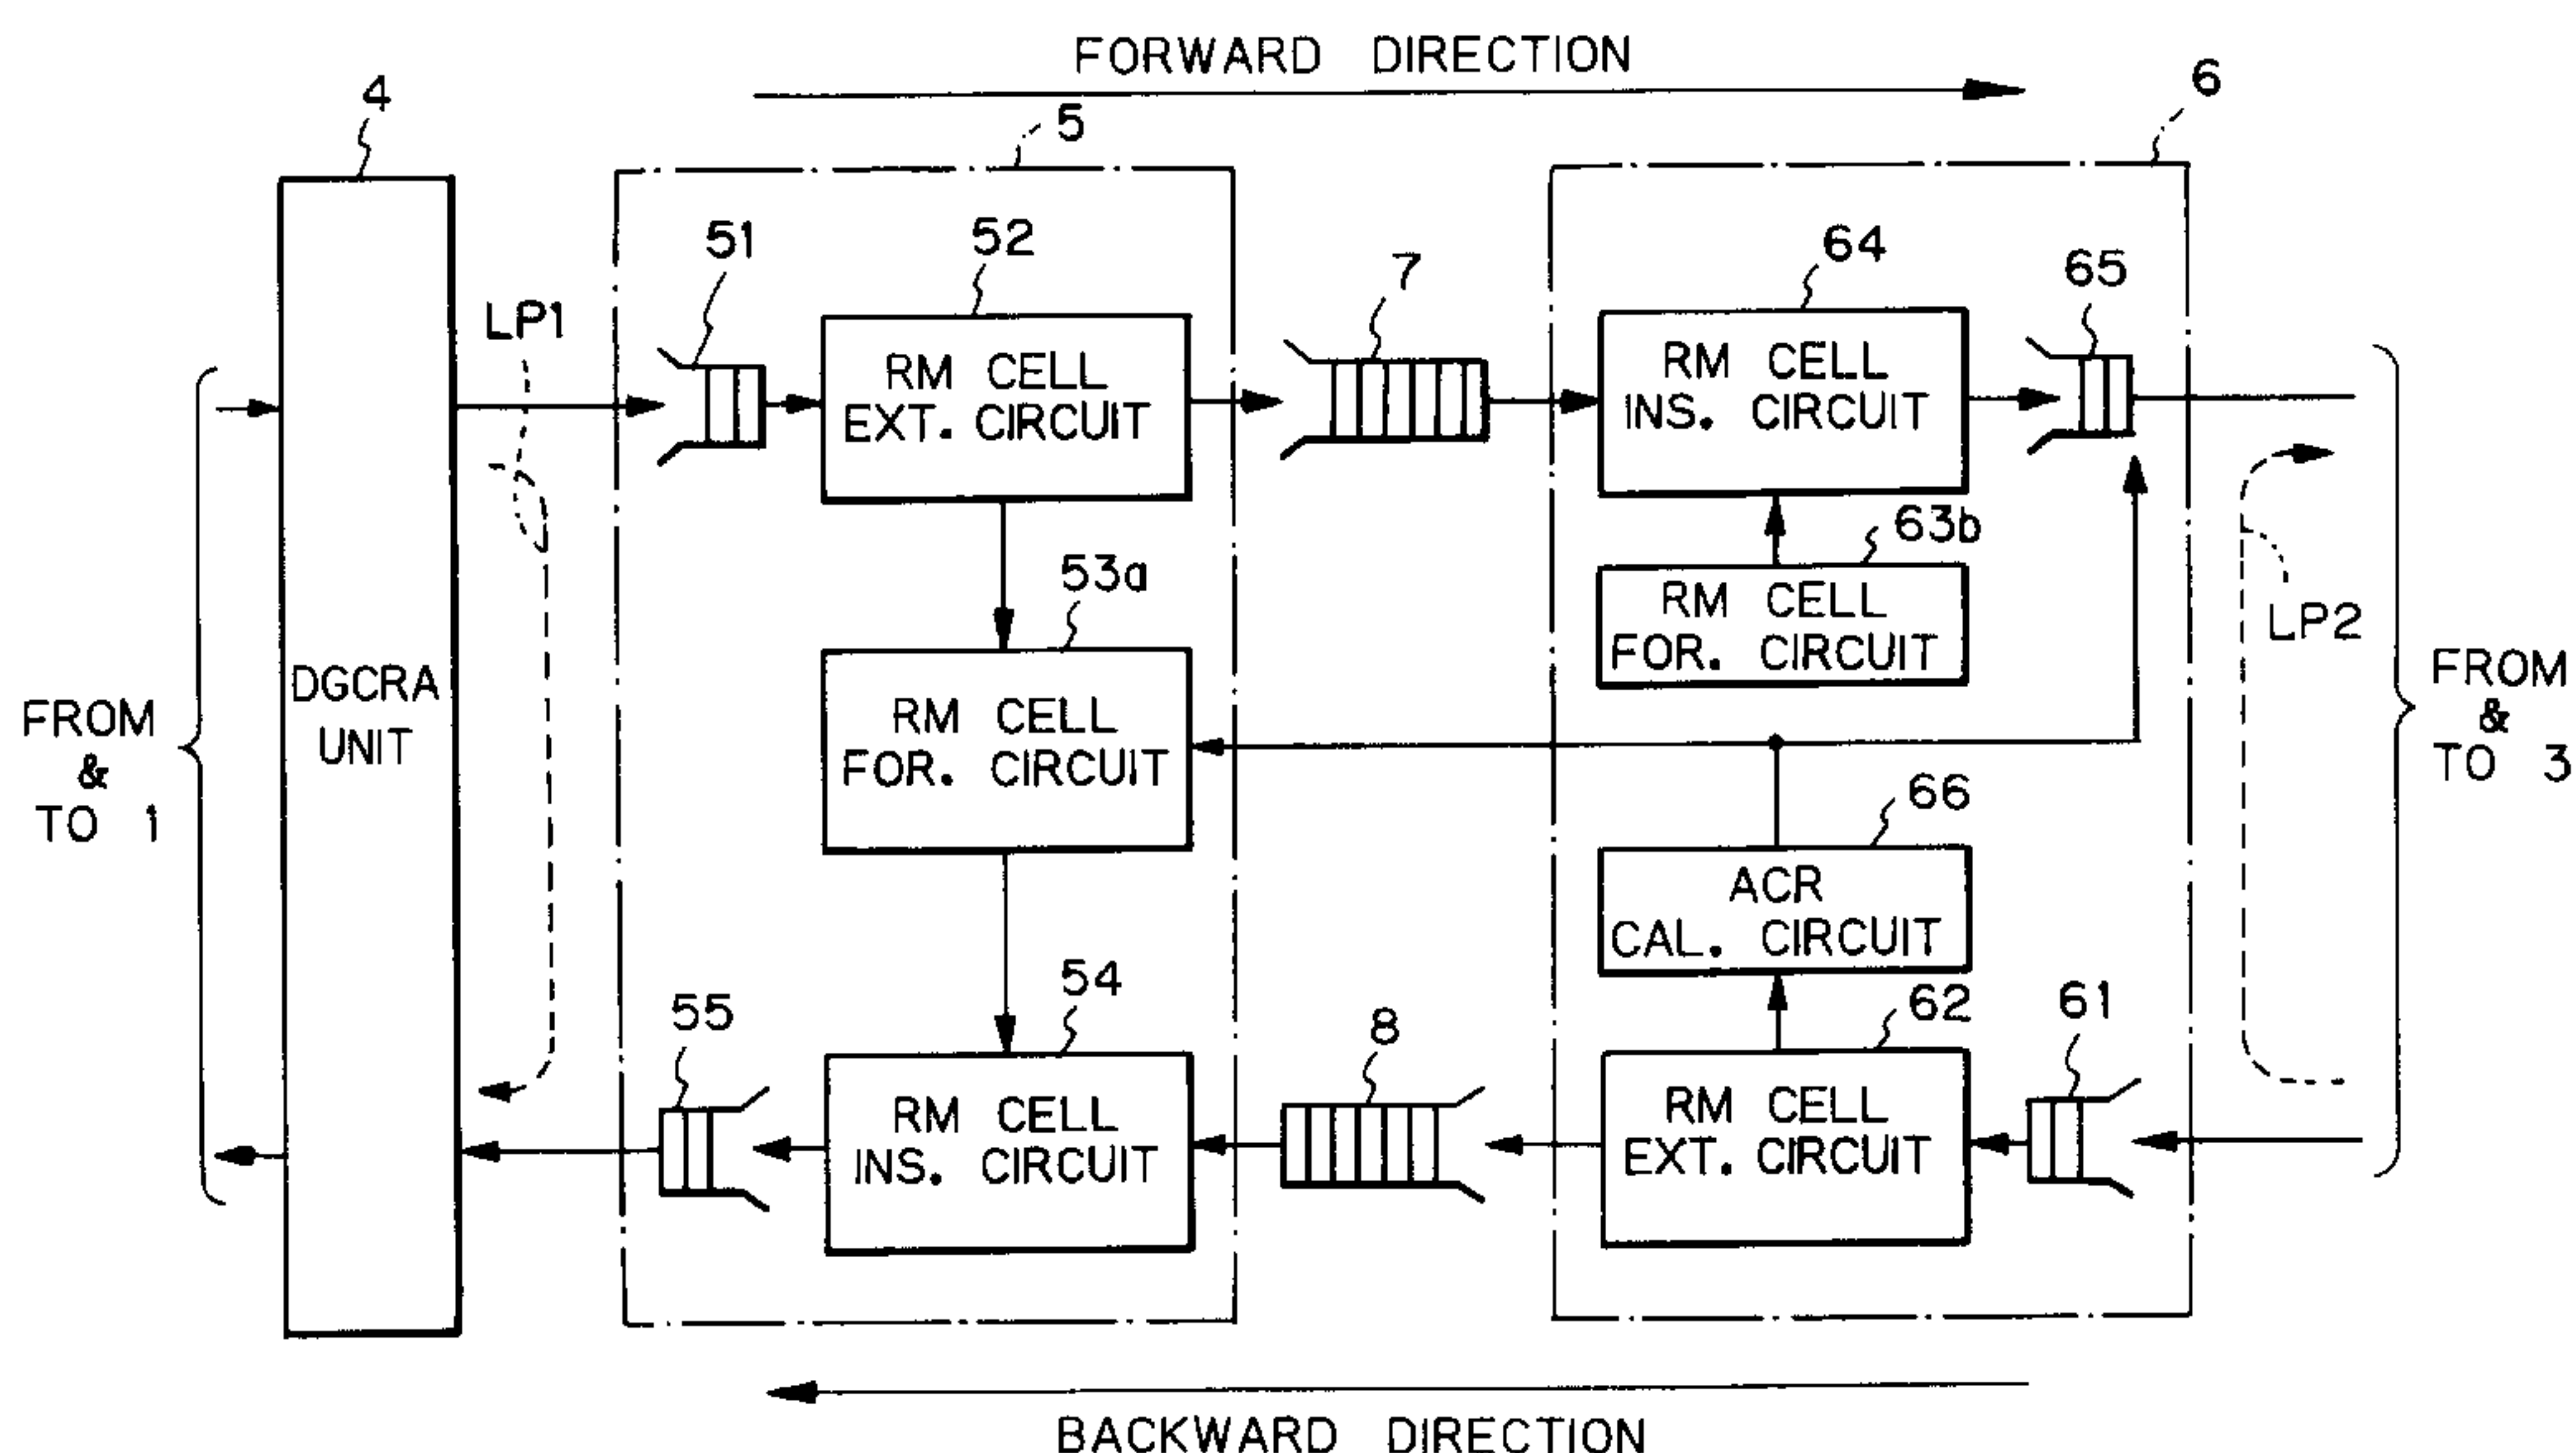 FORWARD DIRECTION
4
5
6
51
52
7
64
65
LP1
RM CELL
EXT. CIRCUIT
RM CELL
INS. CIRCUIT
63b
RM CELL
FOR. CIRCUIT
LP2
53a
DGCRA
UNIT
RM CELL
FOR. CIRCUIT
FROM
&
TO 1
FROM
&
TO 3
66
ACR
CAL. CIRCUIT
55
54
8
62
61
RM CELL
INS. CIRCUIT
RM CELL
EXT. CIRCUIT
BACKWARD DIRECTION